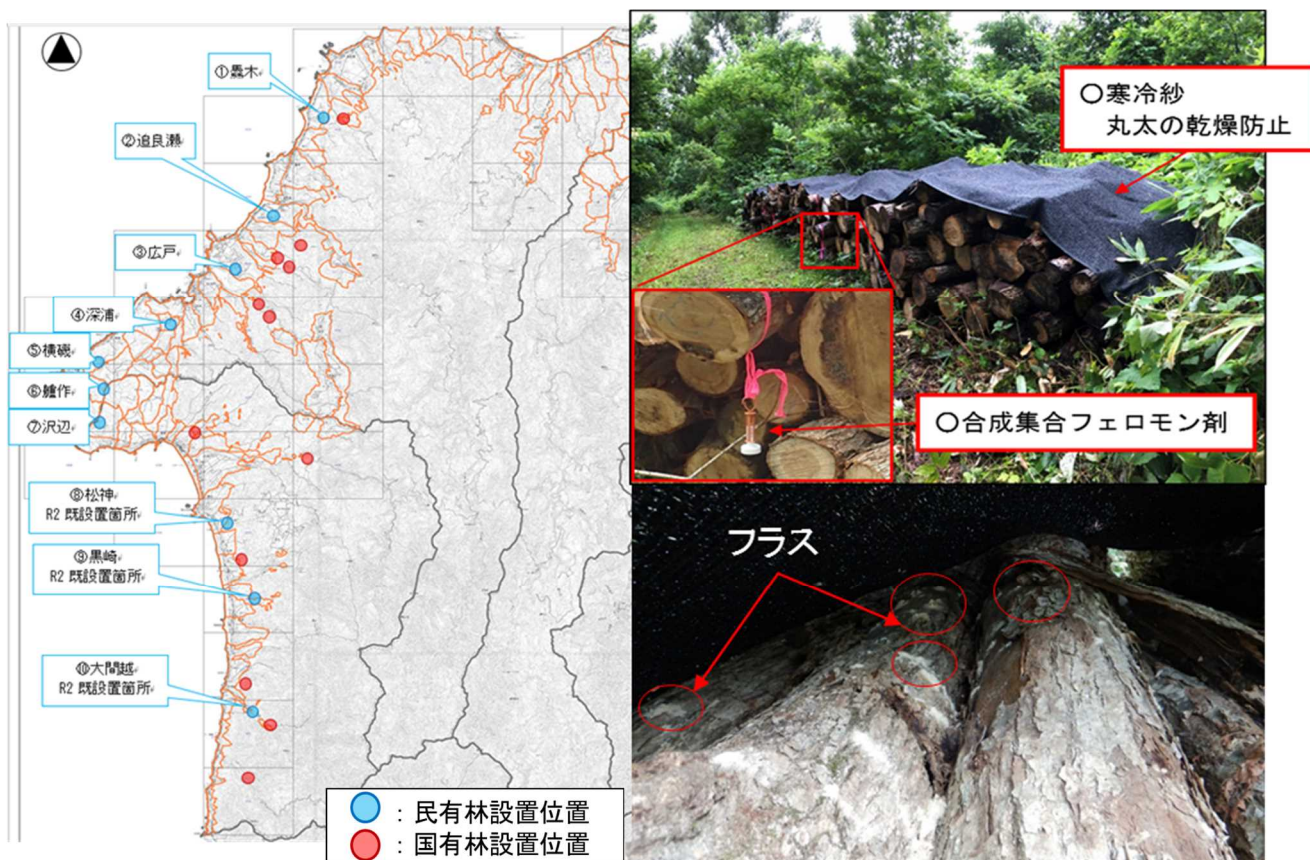 ①轟木
②追良瀬
③広戸
④深浦
⑤横磯
⑥艫作
⑦沢辺
⑧松神
R2 既設置箇所
⑨黒崎
R2 既設置箇所
⑩大間越
R2 既設置箇所
：民有林設置位置
：国有林設置位置
〇寒冷紗
丸太の乾燥防止
〇合成集合フェロモン剤
フラス